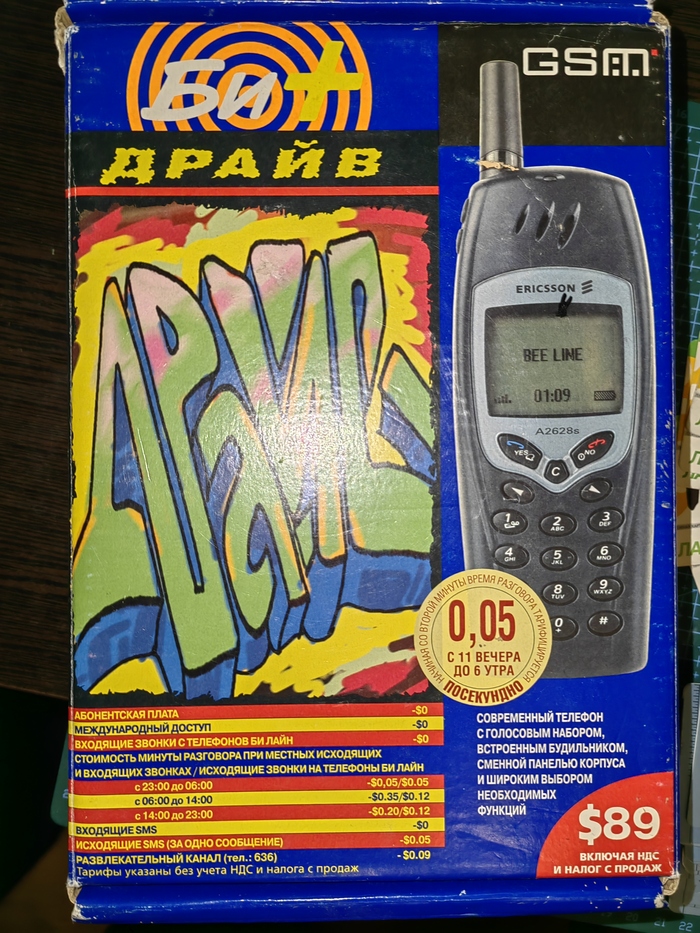 Би+
GSM
ДРАЙВ
ДРАЙВ
ERICSSON
BEE LINE
01:09
A2628s
YES
NO
C
1
2 ABC
3 DEF
4 GHI
5 JKL
6 MNO
8 TUV
9 WXYZ
0 +
#
НАЧИНАЯ СО ВТОРОЙ МИНУТЫ ВРЕМЯ РАЗГОВОРА ТАРИФИЦИРУЕТСЯ
0,05
С 11 ВЕЧЕРА
ДО 6 УТРА
ПОСЕКУНДНО
АБОНЕНТСКАЯ ПЛАТА -$0
МЕЖДУНАРОДНЫЙ ДОСТУП -$0
ВХОДЯЩИЕ ЗВОНКИ С ТЕЛЕФОНОВ БИ ЛАЙН -$0
СТОИМОСТЬ МИНУТЫ РАЗГОВОРА ПРИ МЕСТНЫХ ИСХОДЯЩИХ
И ВХОДЯЩИХ ЗВОНКАХ / ИСХОДЯЩИЕ ЗВОНКИ НА ТЕЛЕФОНЫ БИ ЛАЙН
с 23:00 до 06:00 -$0,05/$0.05
с 06:00 до 14:00 -$0.35/$0.12
с 14:00 до 23:00 -$0.20/$0.12
ВХОДЯЩИЕ SMS -$0
ИСХОДЯЩИЕ SMS (ЗА ОДНО СООБЩЕНИЕ) -$0.05
РАЗВЛЕКАТЕЛЬНЫЙ КАНАЛ (тел.: 636) -$0.09
Тарифы указаны без учета НДС и налога с продаж
СОВРЕМЕННЫЙ ТЕЛЕФОН
С ГОЛОСОВЫМ НАБОРОМ,
ВСТРОЕННЫМ БУДИЛЬНИКОМ,
СМЕННОЙ ПАНЕЛЬЮ КОРПУСА
И ШИРОКИМ ВЫБОРОМ
НЕОБХОДИМЫХ
ФУНКЦИЙ
$89
ВКЛЮЧАЯ НДС
И НАЛОГ С ПРОДАЖ